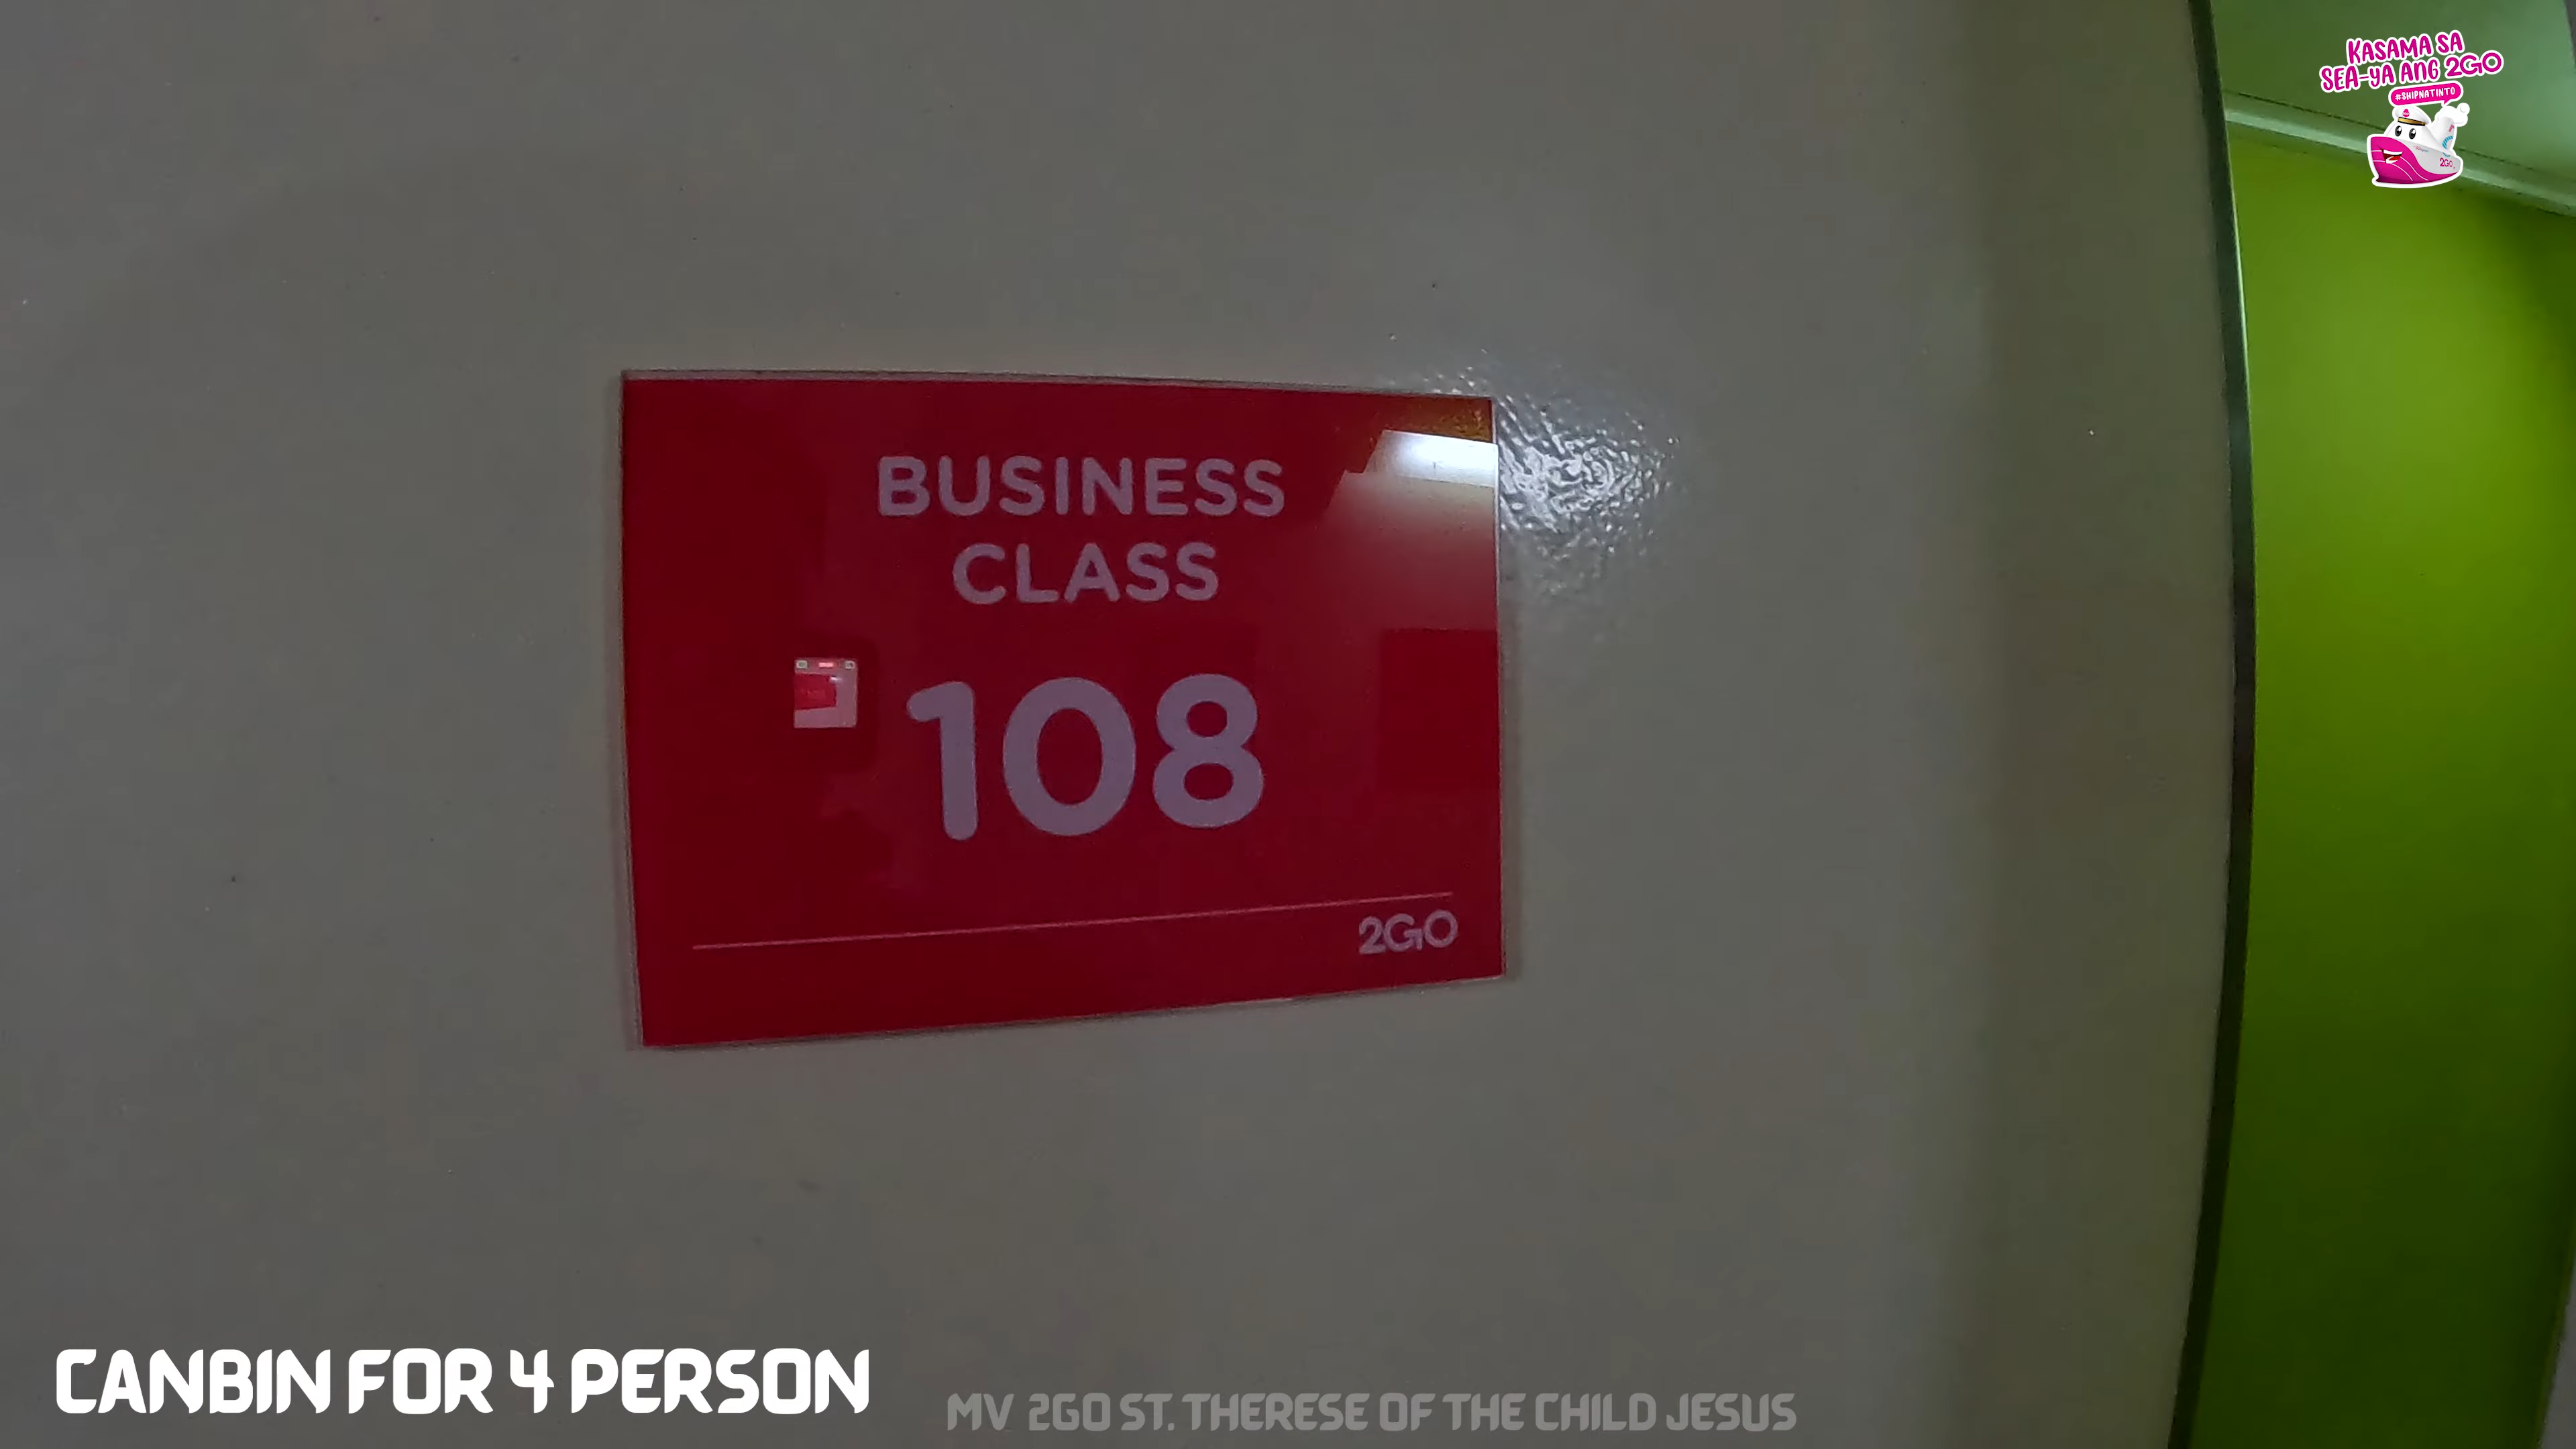 KASAMA SA
SEA-YA ANG 2GO
#SHIPNATINTO
2GO
BUSINESS
CLASS
108
2GO
CANBIN FOR 4 PERSON
MV 2GO ST. THERESE OF THE CHILD JESUS